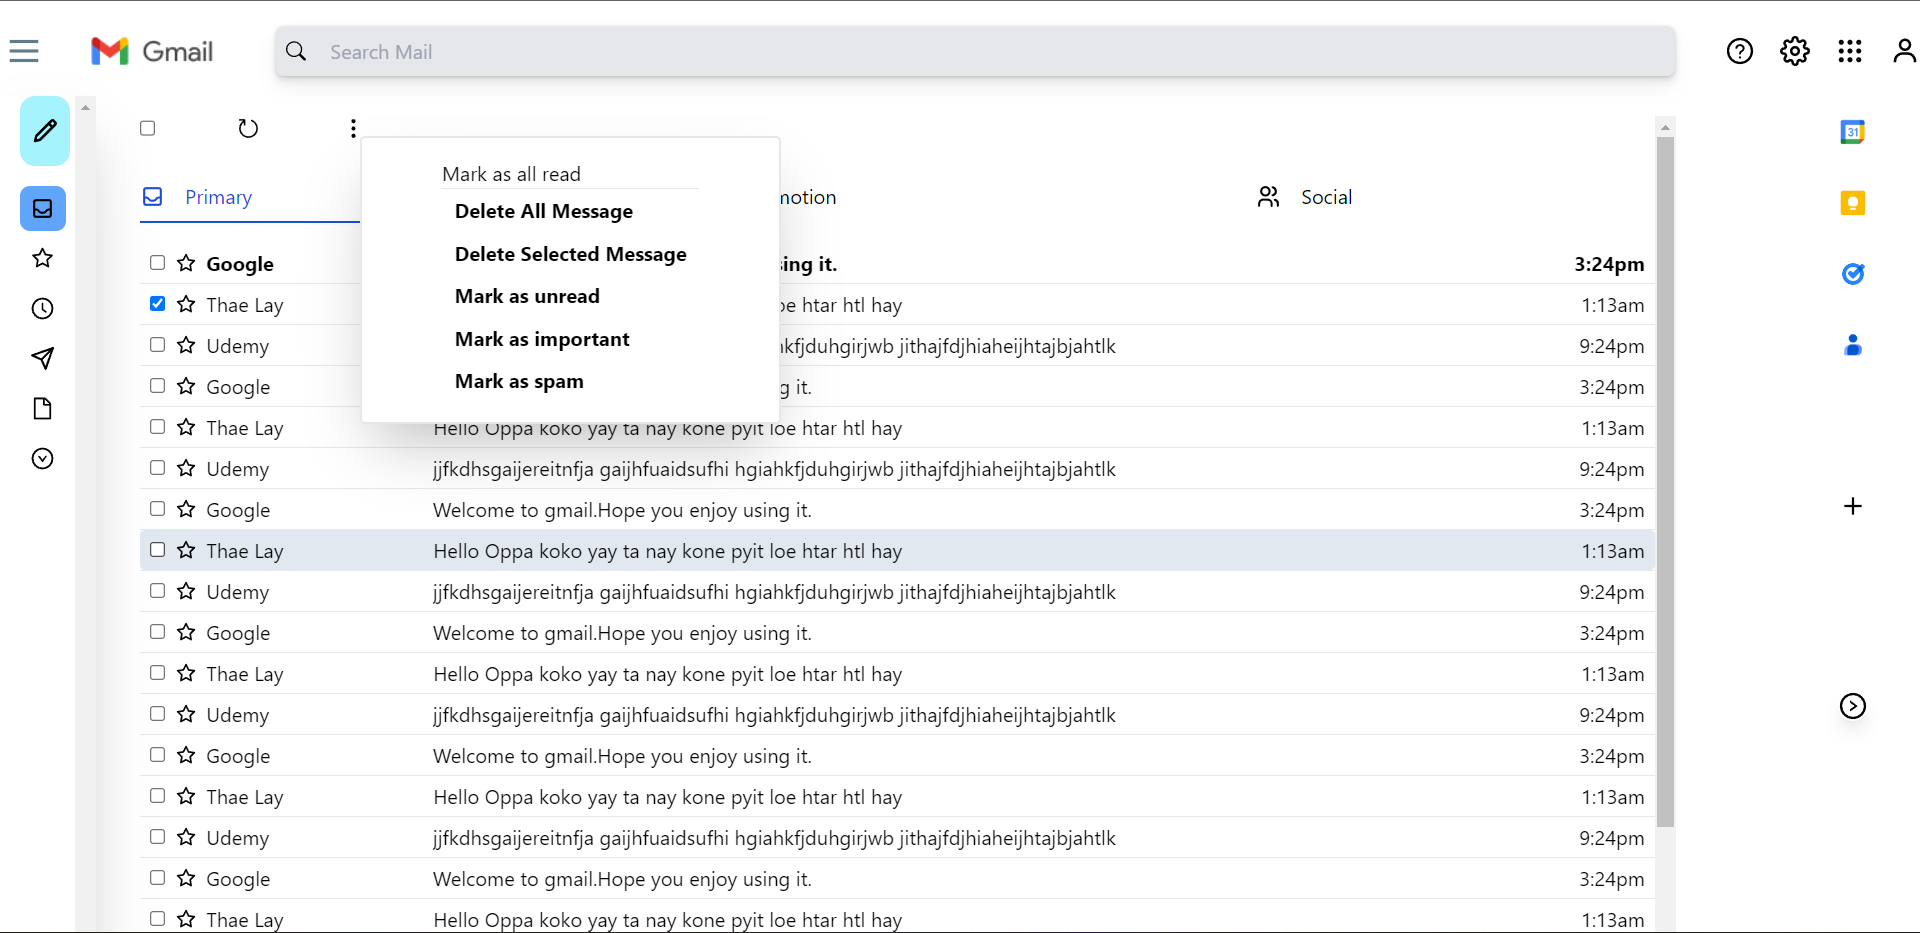 Gmail
Search Mail
31
Mark as all read
Delete All Message
Delete Selected Message
Mark as unread
Mark as important
Mark as spam
Primary
motion
Social
Google ing it. 3:24pm
Thae Lay oe htar htl hay 1:13am
Udemy kfjduhgirjwb jithajfdjhiaheijhtajbjahtlk 9:24pm
Google g it. 3:24pm
Thae Lay Hello Oppa koko yay ta nay kone pyit loe htar htl hay 1:13am
Udemy jjfkdhsgaijereitnfja gaijhfuaidsufhi hgiahkfjduhgirjwb jithajfdjhiaheijhtajbjahtlk 9:24pm
Google Welcome to gmail.Hope you enjoy using it. 3:24pm
Thae Lay Hello Oppa koko yay ta nay kone pyit loe htar htl hay 1:13am
Udemy jjfkdhsgaijereitnfja gaijhfuaidsufhi hgiahkfjduhgirjwb jithajfdjhiaheijhtajbjahtlk 9:24pm
Google Welcome to gmail.Hope you enjoy using it. 3:24pm
Thae Lay Hello Oppa koko yay ta nay kone pyit loe htar htl hay 1:13am
Udemy jjfkdhsgaijereitnfja gaijhfuaidsufhi hgiahkfjduhgirjwb jithajfdjhiaheijhtajbjahtlk 9:24pm
Google Welcome to gmail.Hope you enjoy using it. 3:24pm
Thae Lay Hello Oppa koko yay ta nay kone pyit loe htar htl hay 1:13am
Udemy jjfkdhsgaijereitnfja gaijhfuaidsufhi hgiahkfjduhgirjwb jithajfdjhiaheijhtajbjahtlk 9:24pm
Google Welcome to gmail.Hope you enjoy using it. 3:24pm
Thae Lay Hello Oppa koko yay ta nay kone pyit loe htar htl hay 1:13am